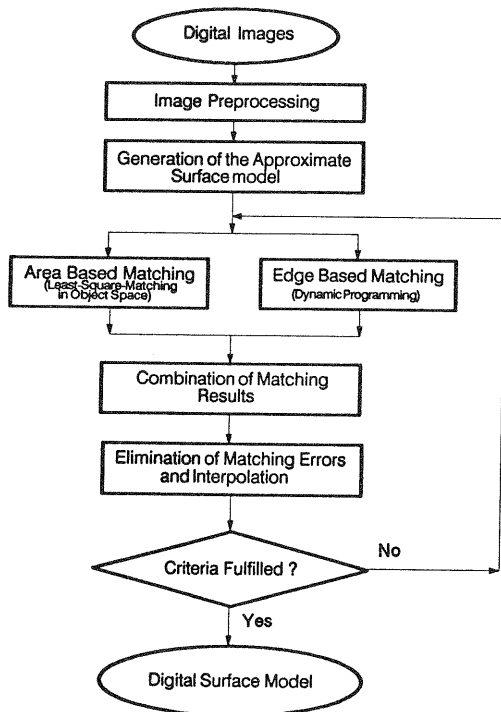 Digital Images
Image Preprocessing
Generation of the Approximate
Surface model
Area Based Matching
(Least-Square-Matching
in Object Space)
Edge Based Matching
(Dynamic Programming)
Combination of Matching
Results
Elimination of Matching Errors
and Interpolation
Criteria Fulfilled ?
No
Yes
Digital Surface Model